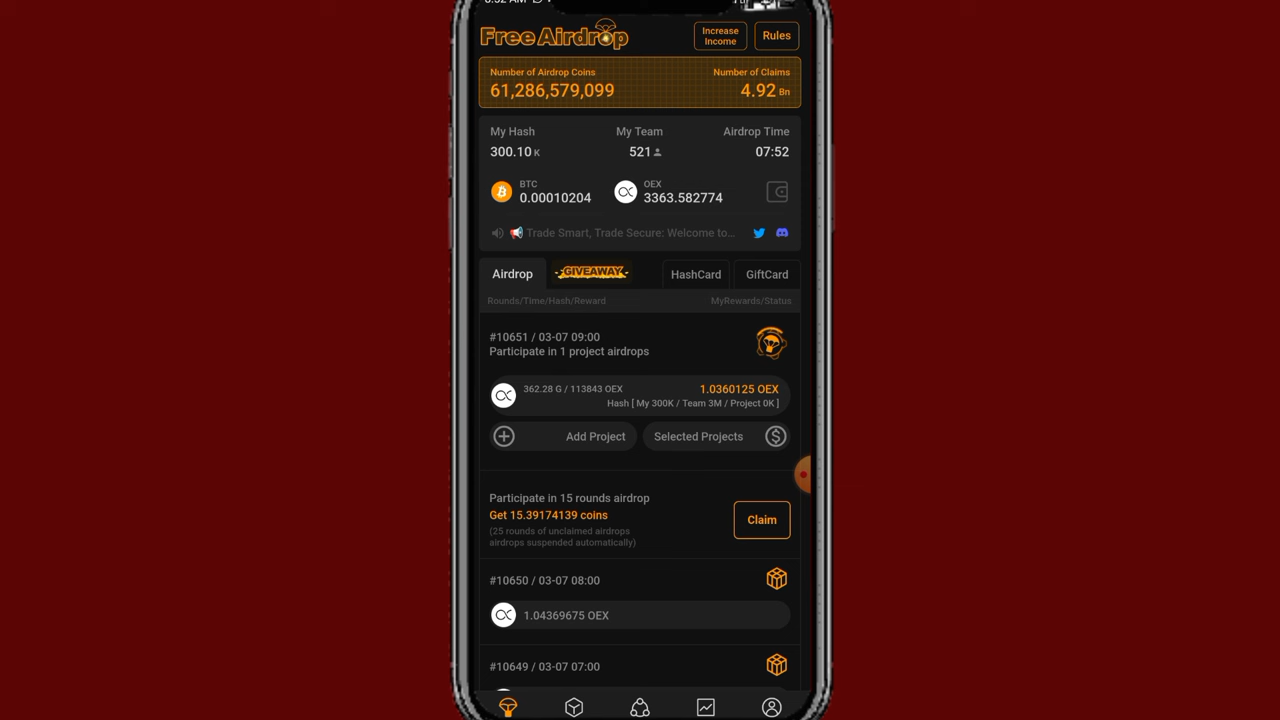 Free Airdrop
Increase
Income
Rules
Number of Airdrop Coins
Number of Claims
61,286,579,099
4.92 Bn
My Hash
My Team
Airdrop Time
300.10 K
521
07:52
BTC
0.00010204
OEX
3363.582774
Trade Smart, Trade Secure: Welcome to...
Airdrop
GIVEAWAY
HashCard
GiftCard
Rounds/Time/Hash/Reward
MyRewards/Status
#10651 / 03-07 09:00
Participate in 1 project airdrops
362.28 G / 113843 OEX
1.0360125 OEX
Hash [ My 300K / Team 3M / Project 0K ]
Add Project
Selected Projects
Participate in 15 rounds airdrop
Get 15.39174139 coins
(25 rounds of unclaimed airdrops
airdrops suspended automatically)
Claim
#10650 / 03-07 08:00
1.04369675 OEX
#10649 / 03-07 07:00